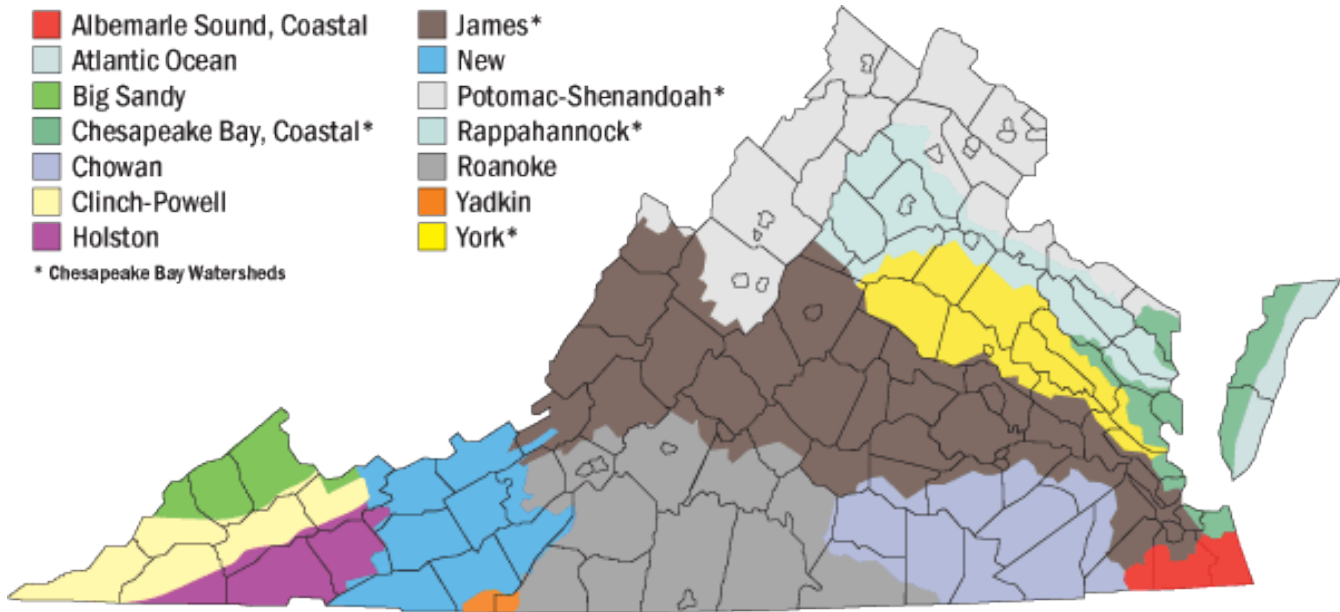 Albemarle Sound, Coastal
Atlantic Ocean
Big Sandy
Chesapeake Bay, Coastal*
Chowan
Clinch-Powell
Holston
* Chesapeake Bay Watersheds
James*
New
Potomac-Shenandoah*
Rappahannock*
Roanoke
Yadkin
York*